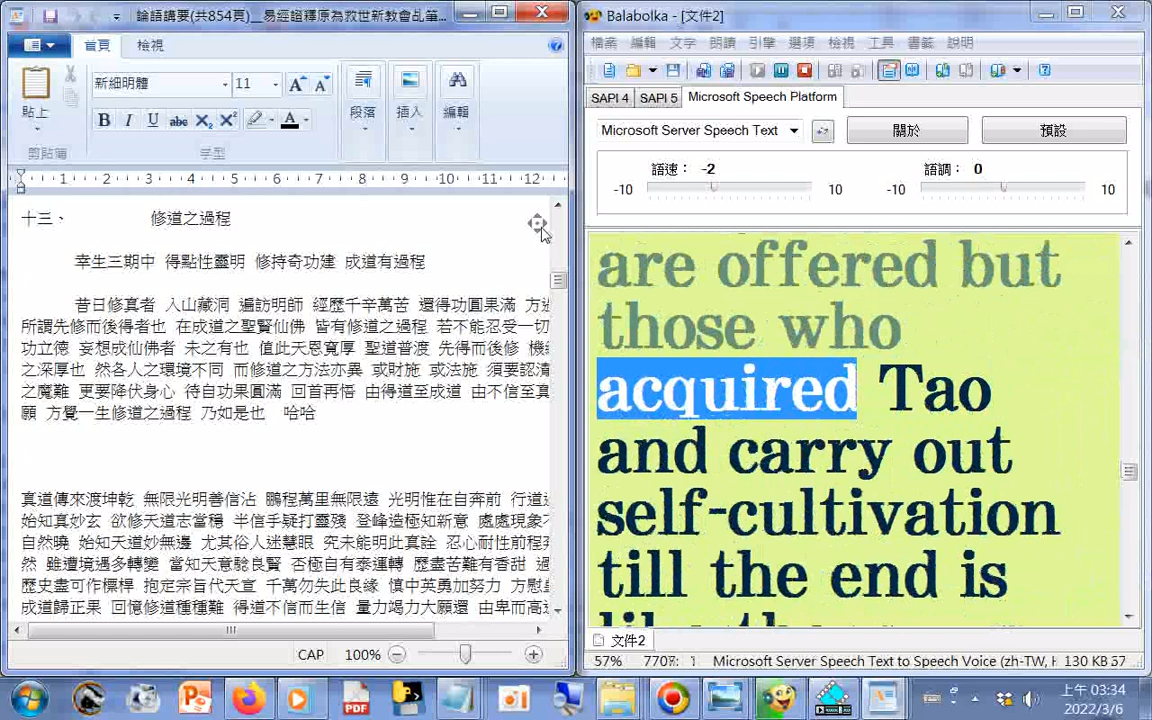 論語講要(共854頁)__易經證釋原為救世新教會乩筆...
首頁 檢視
貼上
剪貼簿
新細明體 11
B I U abc X₂ X² A
字型
段落
插入
編輯
1 2 3 4 5 6 7 8 9 10 11 12
十三、 修道之過程
幸生三期中 得點性靈明 修持奇功建 成道有過程
昔日修真者 入山藏洞 遍訪明師 經歷千辛萬苦 還得功圓果滿 方
所謂先修而後得者也 在成道之聖賢仙佛 皆有修道之過程 若不能忍受一切
功立德 妄想成仙佛者 未之有也 值此天恩寬厚 聖道普渡 先得而後修 機
之深厚也 然各人之環境不同 而修道之方法亦異 或財施 或法施 須要認清
之魔難 更要降伏身心 待自功果圓滿 回首再悟 由得道至成道 由不信至真
願 方覺一生修道之過程 乃如是也 哈哈
真道傳來渡坤乾 無限光明善信沾 鵬程萬里無限遠 光明惟在自奔前 行道
始知真妙玄 欲修天道志當穩 半信半疑打靈殘 登峰造極知新意 處處現象
自然曉 始知天道妙無邊 尤其俗人迷慧眼 究未能明此真詮 忍心耐性前程
然 雖遭境遇多轉變 當知天意驗良賢 否極自有泰運轉 歷盡苦難有香甜
歷史盡可作標桿 抱定宗旨代天宣 千萬勿失此良緣 慎中英勇加努力 方慰
成道歸正果 回憶修道種種難 得道不信而生信 量力竭力大願還 由卑而高
CAP 100%
Balabolka - [文件2]
檔案 編輯 文字 朗讀 引擎 選項 檢視 工具 書籤 說明
SAPI 4 SAPI 5 Microsoft Speech Platform
Microsoft Server Speech Text 關於 預設
語速： -2 語調： 0
-10 10 -10 10
are offered but
those who
acquired Tao
and carry out
self-cultivation
till the end is
文件2
57% 770 Microsoft Server Speech Text to Speech Voice (zh-TW, 130 KB 57
PDF
上午 03:34
2022/3/6